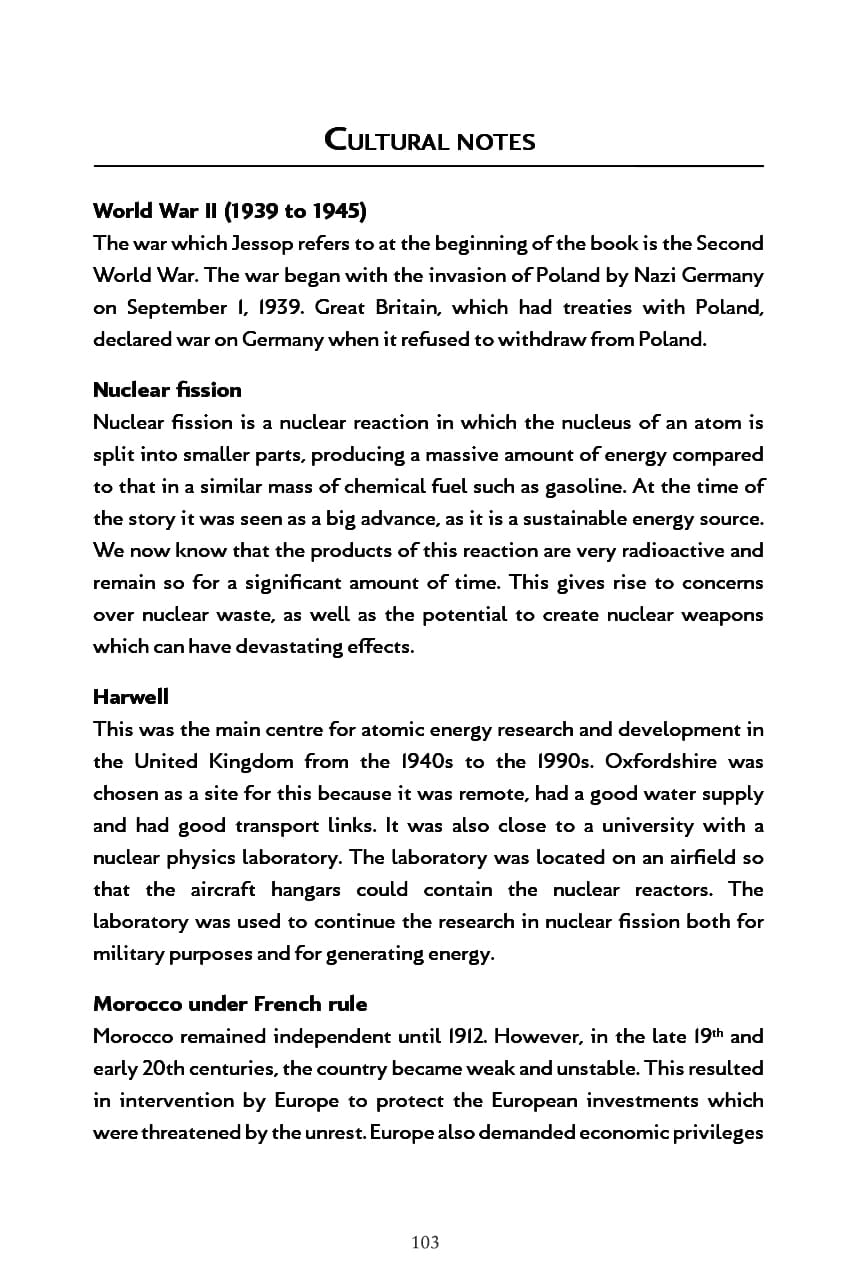 CULTURAL NOTES
World War II (1939 to 1945)
The war which Jessop refers to at the beginning of the book is the Second
World War. The war began with the invasion of Poland by Nazi Germany
on September 1, 1939. Great Britain, which had treaties with Poland,
declared war on Germany when it refused to withdraw from Poland.
Nuclear fission
Nuclear fission is a nuclear reaction in which the nucleus of an atom is
split into smaller parts, producing a massive amount of energy compared
to that in a similar mass of chemical fuel such as gasoline. At the time of
the story it was seen as a big advance, as it is a sustainable energy source.
We now know that the products of this reaction are very radioactive and
remain so for a significant amount of time. This gives rise to concerns
over nuclear waste, as well as the potential to create nuclear weapons
which can have devastating effects.
Harwell
This was the main centre for atomic energy research and development in
the United Kingdom from the 1940s to the 1990s. Oxfordshire was
chosen as a site for this because it was remote, had a good water supply
and had good transport links. It was also close to a university with a
nuclear physics laboratory. The laboratory was located on an airfield so
that the aircraft hangars could contain the nuclear reactors. The
laboratory was used to continue the research in nuclear fission both for
military purposes and for generating energy.
Morocco under French rule
Morocco remained independent until 1912. However, in the late 19th and
early 20th centuries, the country became weak and unstable. This resulted
in intervention by Europe to protect the European investments which
were threatened by the unrest. Europe also demanded economic privileges
103